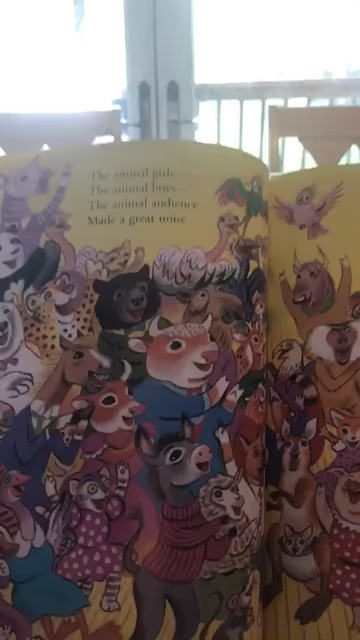 The animal girls—
The animal boys—
The animal audience
Made a great noise